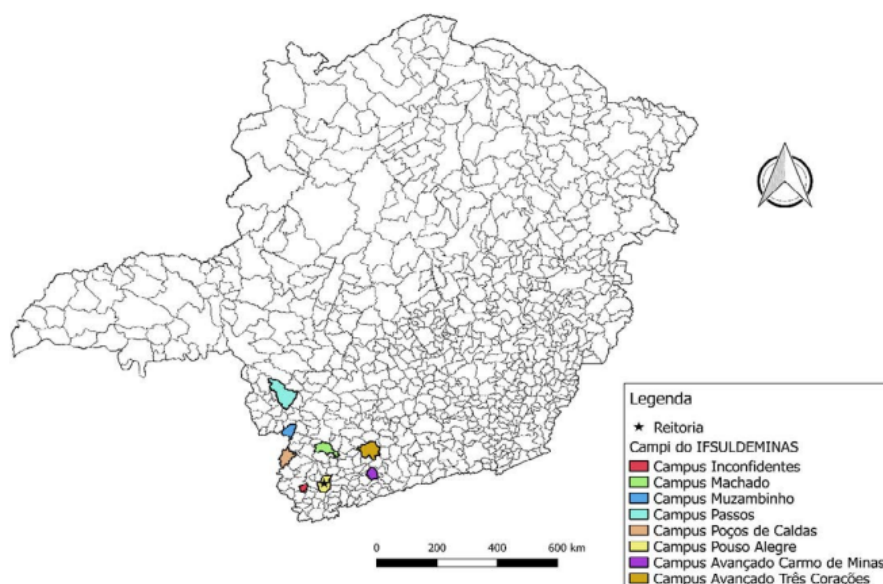 Legenda
Reitoria
Campi do IFSULDEMINAS
Campus Inconfidentes
Campus Machado
Campus Muzambinho
Campus Passos
Campus Poços de Caldas
Campus Pouso Alegre
Campus Avançado Carmo de Minas
Campus Avançado Três Corações
0 200 400 600 km